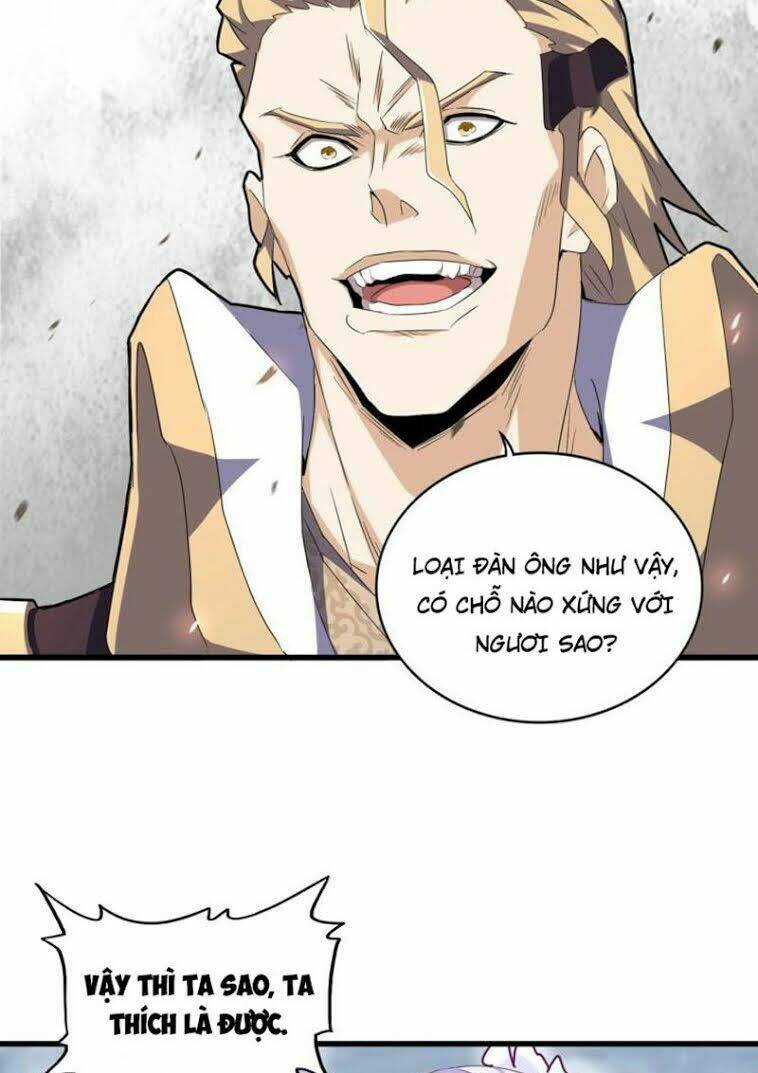 LOẠI ĐÀN ÔNG NHƯ VẬY,
CÓ CHỖ NÀO XỨNG VỚI
NGƯƠI SAO?
VẬY THÌ TA SAO, TA
THÍCH LÀ ĐƯỢC.